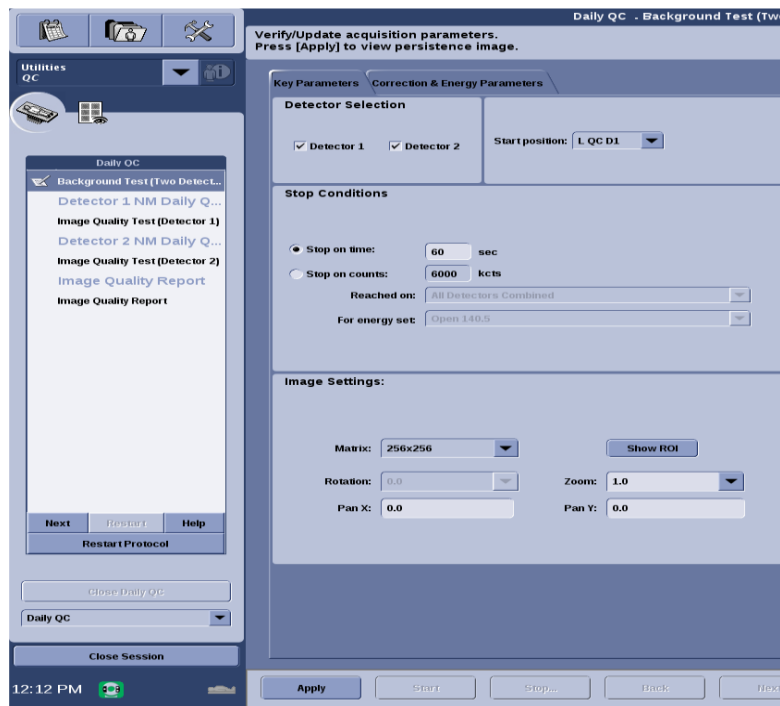 Daily QC - Background Test (Two
Verify/Update acquisition parameters.
Press [Apply] to view persistence image.
Utilities
QC
Key Parameters Correction & Energy Parameters
Detector Selection
Detector 1 Detector 2
Start position: L QC D1
Daily QC
Background Test (Two Detect...
Detector 1 NM Daily Q...
Image Quality Test (Detector 1)
Detector 2 NM Daily Q...
Image Quality Test (Detector 2)
Image Quality Report
Image Quality Report
Stop Conditions
Stop on time: 60 sec
Stop on counts: 6000 kcts
Reached on: All Detectors Combined
For energy set: Open 140.5
Image Settings:
Matrix: 256x256 Show ROI
Rotation: 0.0 Zoom: 1.0
Pan X: 0.0 Pan Y: 0.0
Next Restart Help
Restart Protocol
Close Daily QC
Daily QC
Close Session
12:12 PM
Apply Start Stop... Back Nex